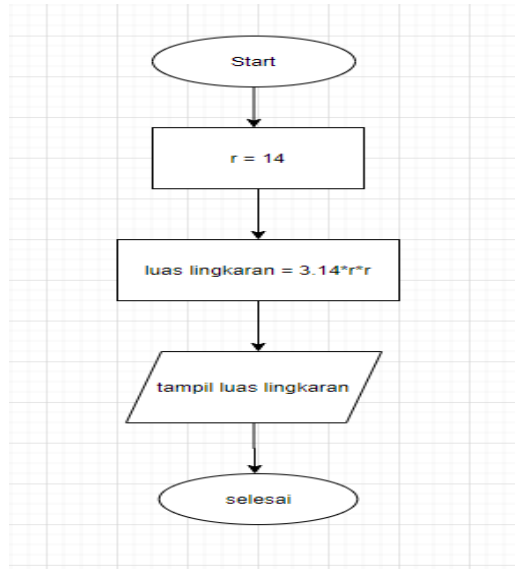 Start
r = 14
luas lingkaran = 3.14*r*r
tampil luas lingkaran
selesai